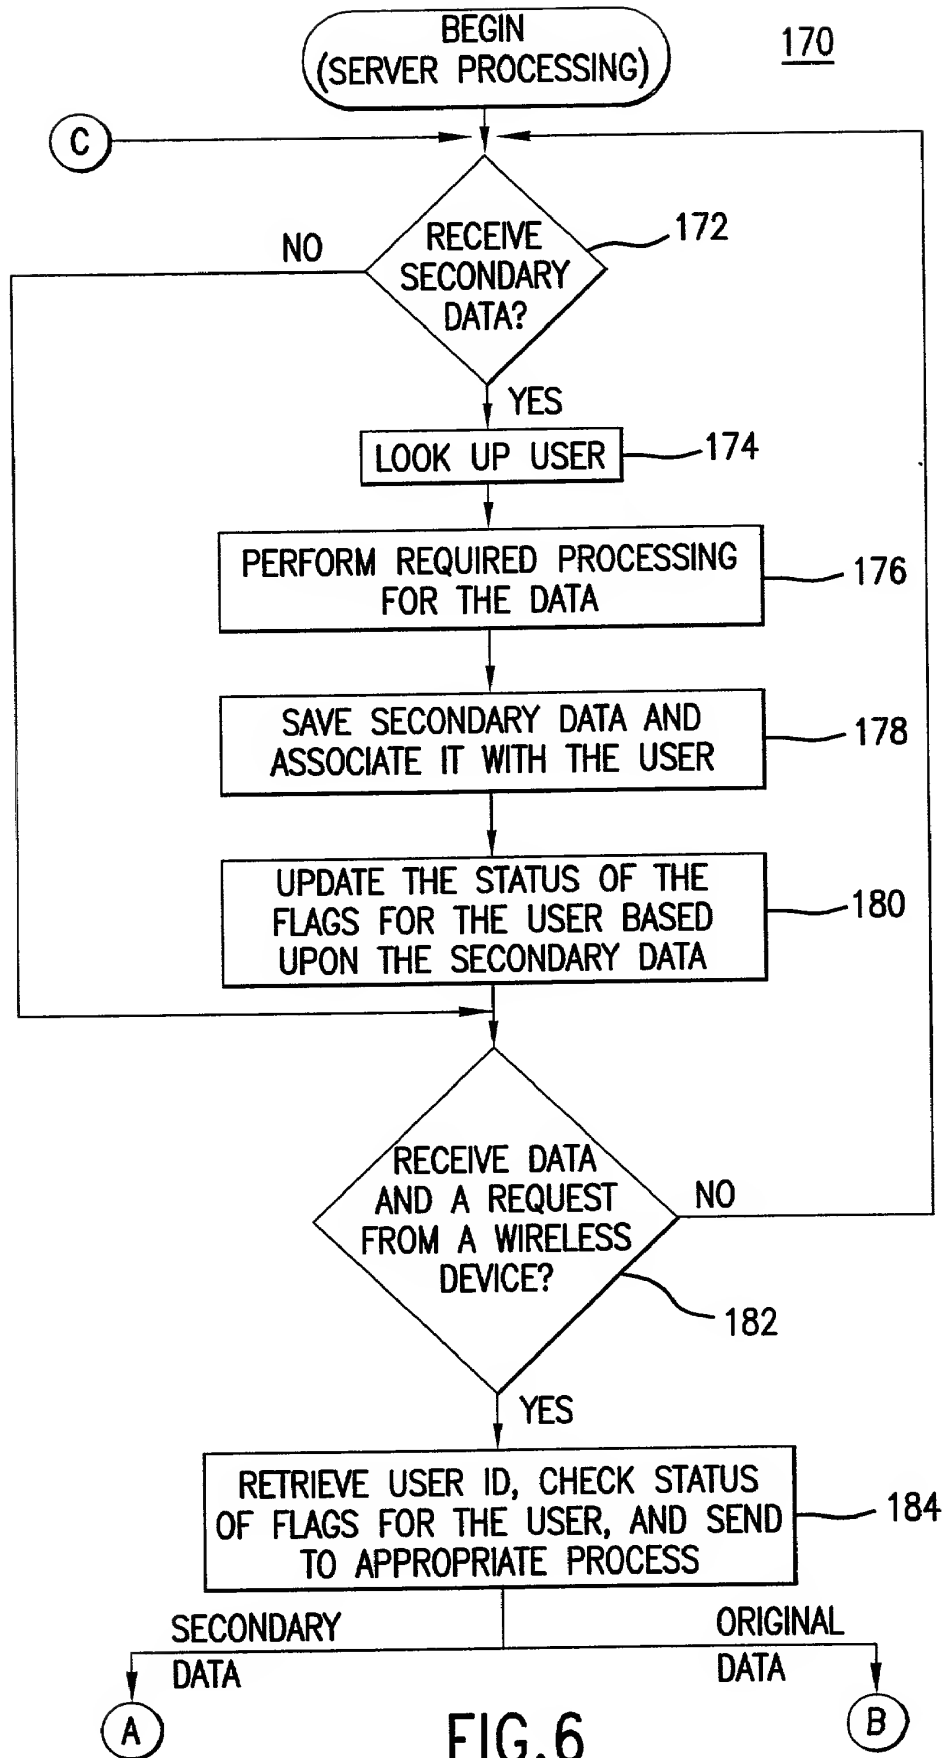 BEGIN
(SERVER PROCESSING)
170
C
NO
RECEIVE
SECONDARY
DATA?
172
YES
LOOK UP USER
174
PERFORM REQUIRED PROCESSING
FOR THE DATA
176
SAVE SECONDARY DATA AND
ASSOCIATE IT WITH THE USER
178
UPDATE THE STATUS OF THE
FLAGS FOR THE USER BASED
UPON THE SECONDARY DATA
180
RECEIVE DATA
AND A REQUEST
FROM A WIRELESS
DEVICE?
NO
182
YES
RETRIEVE USER ID, CHECK STATUS
OF FLAGS FOR THE USER, AND SEND
TO APPROPRIATE PROCESS
184
SECONDARY
DATA
ORIGINAL
DATA
A
B
FIG.6